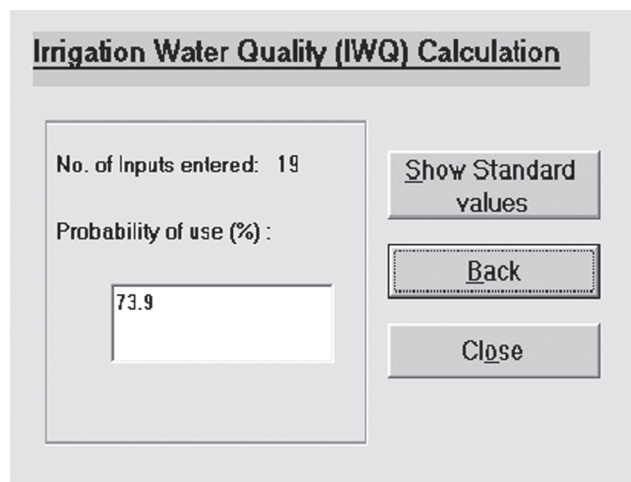 Irrigation Water Quality (IWQ) Calculation
No. of Inputs entered: 19
Probability of use (%) :
73.9
Show Standard
values
Back
Close